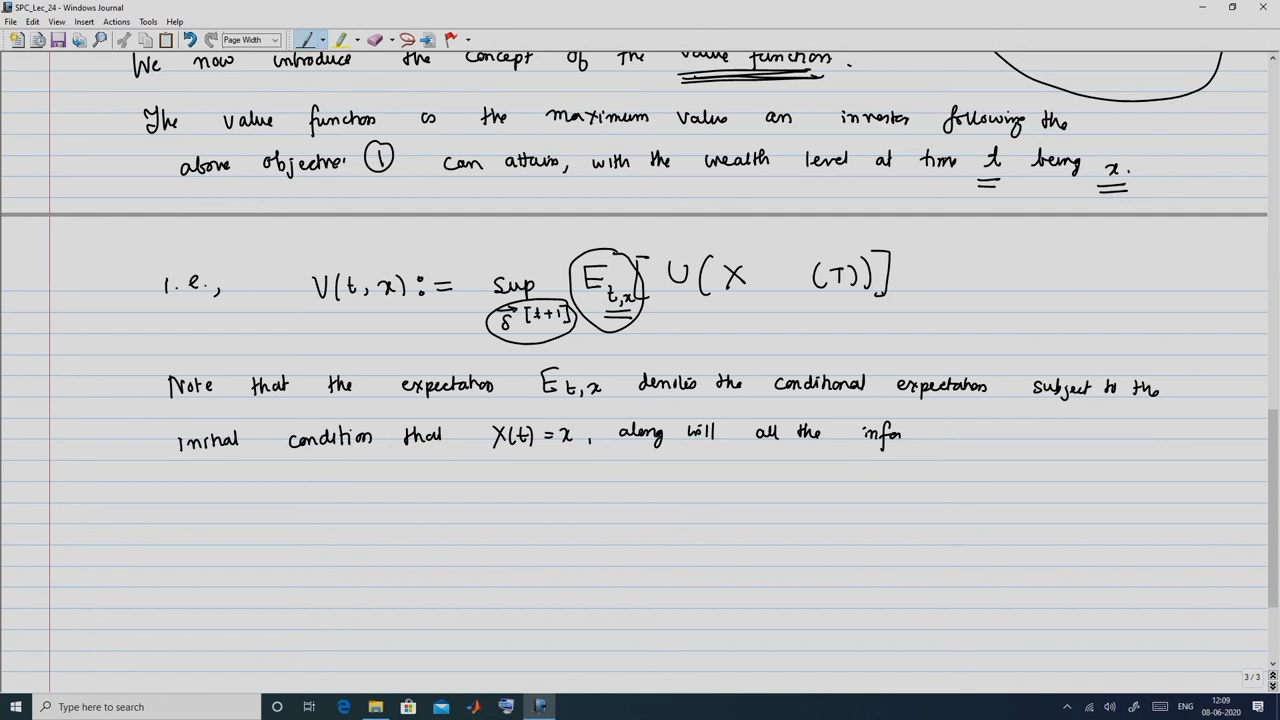 SPC_Lec_24 - Windows Journal
File Edit View Insert Actions Tools Help
Page Width
We now introduce the concept of the value function.
The value function is the maximum value an investor following the
above objective ① can attain, with the wealth level at time t being x.
i.e., V(t,x) := sup E t,x [ U( X (T))]
δ [t+1]
Note that the expectation E t,x denotes the conditional expectation subject to the
initial condition that X(t) = x, along will all the infor
3/3
Type here to search
ENG
12:09
08-06-2020